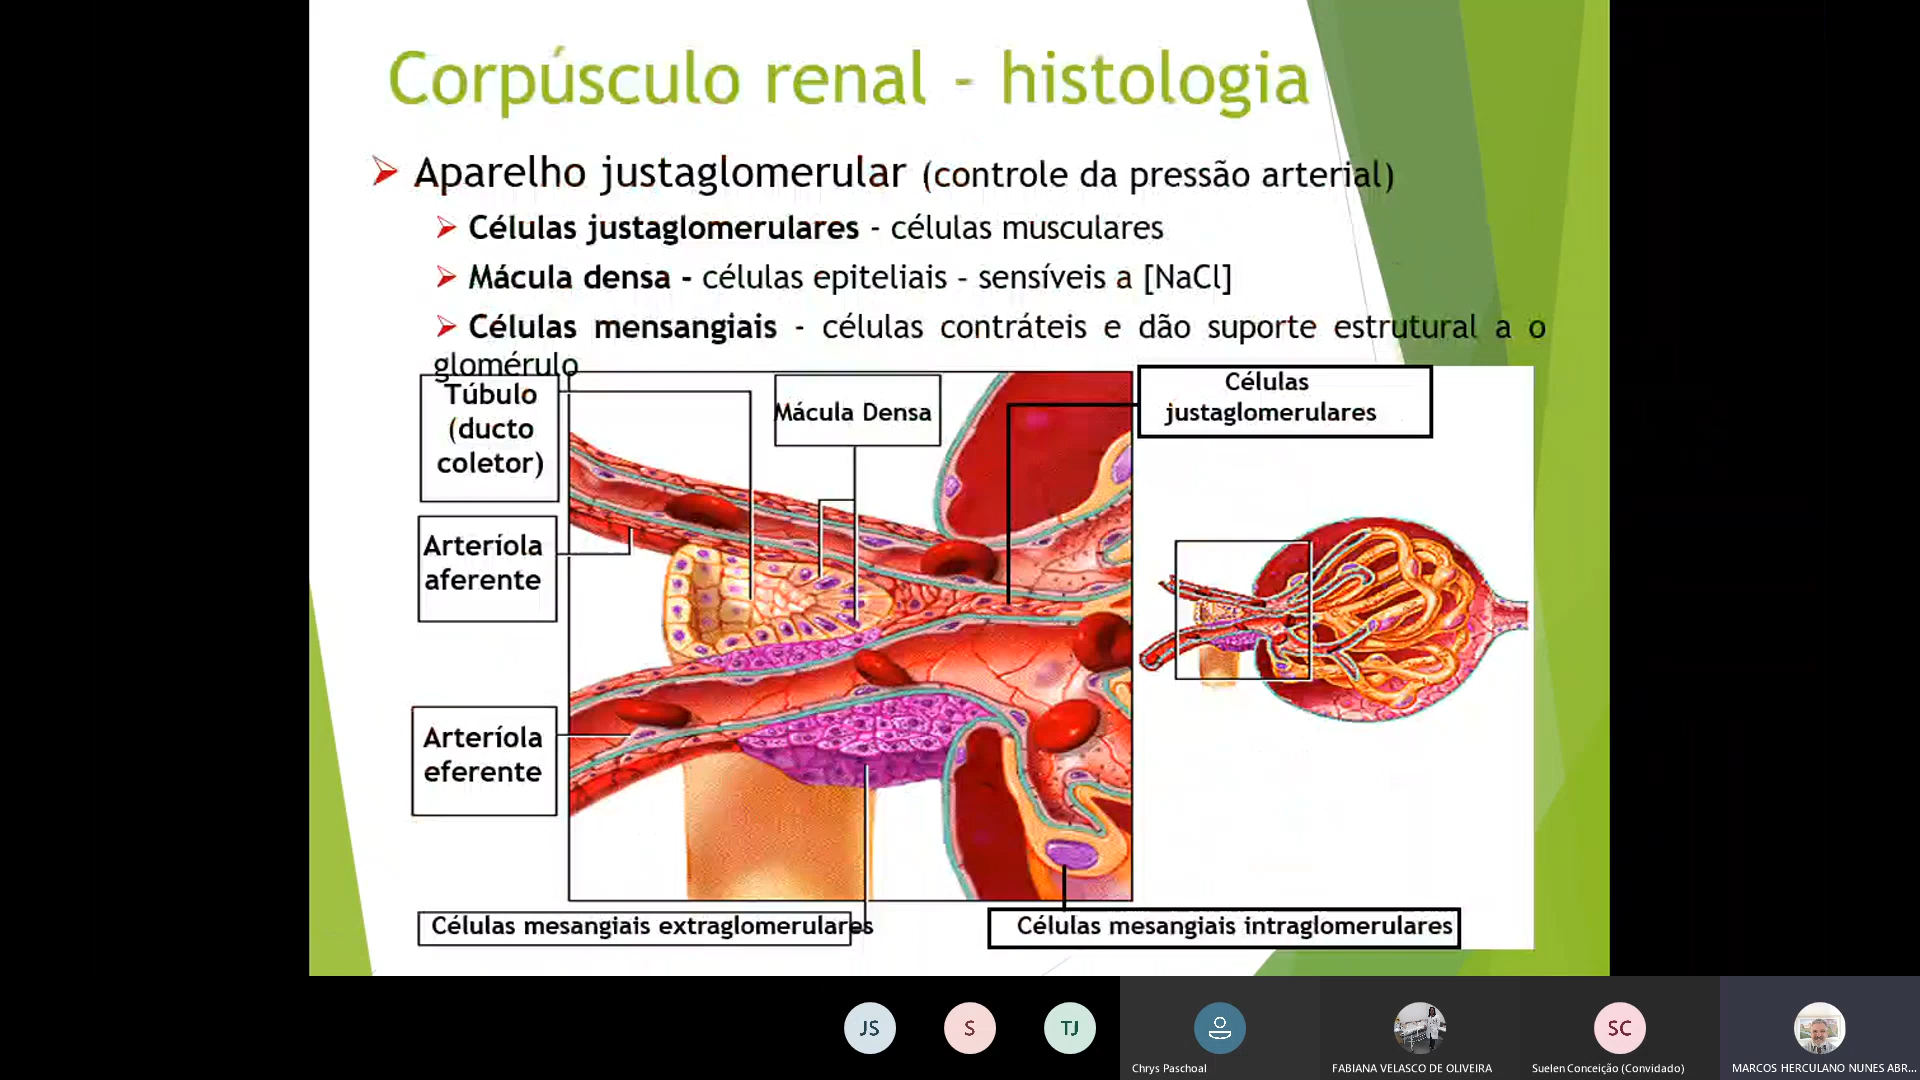 Corpúsculo renal - histologia
Aparelho justaglomerular (controle da pressão arterial)
Células justaglomerulares - células musculares
Mácula densa - células epiteliais – sensíveis a [NaCl]
Células mensangiais - células contráteis e dão suporte estrutural a o
glomérulo
Túbulo
(ducto
coletor)
Mácula Densa
Células
justaglomerulares
Arteríola
aferente
Arteríola
eferente
Células mesangiais extraglomerulares
Células mesangiais intraglomerulares
JS
S
TJ
SC
Chrys Paschoal
FABIANA VELASCO DE OLIVEIRA
Suelen Conceição (Convidado)
MARCOS HERCULANO NUNES ABR...